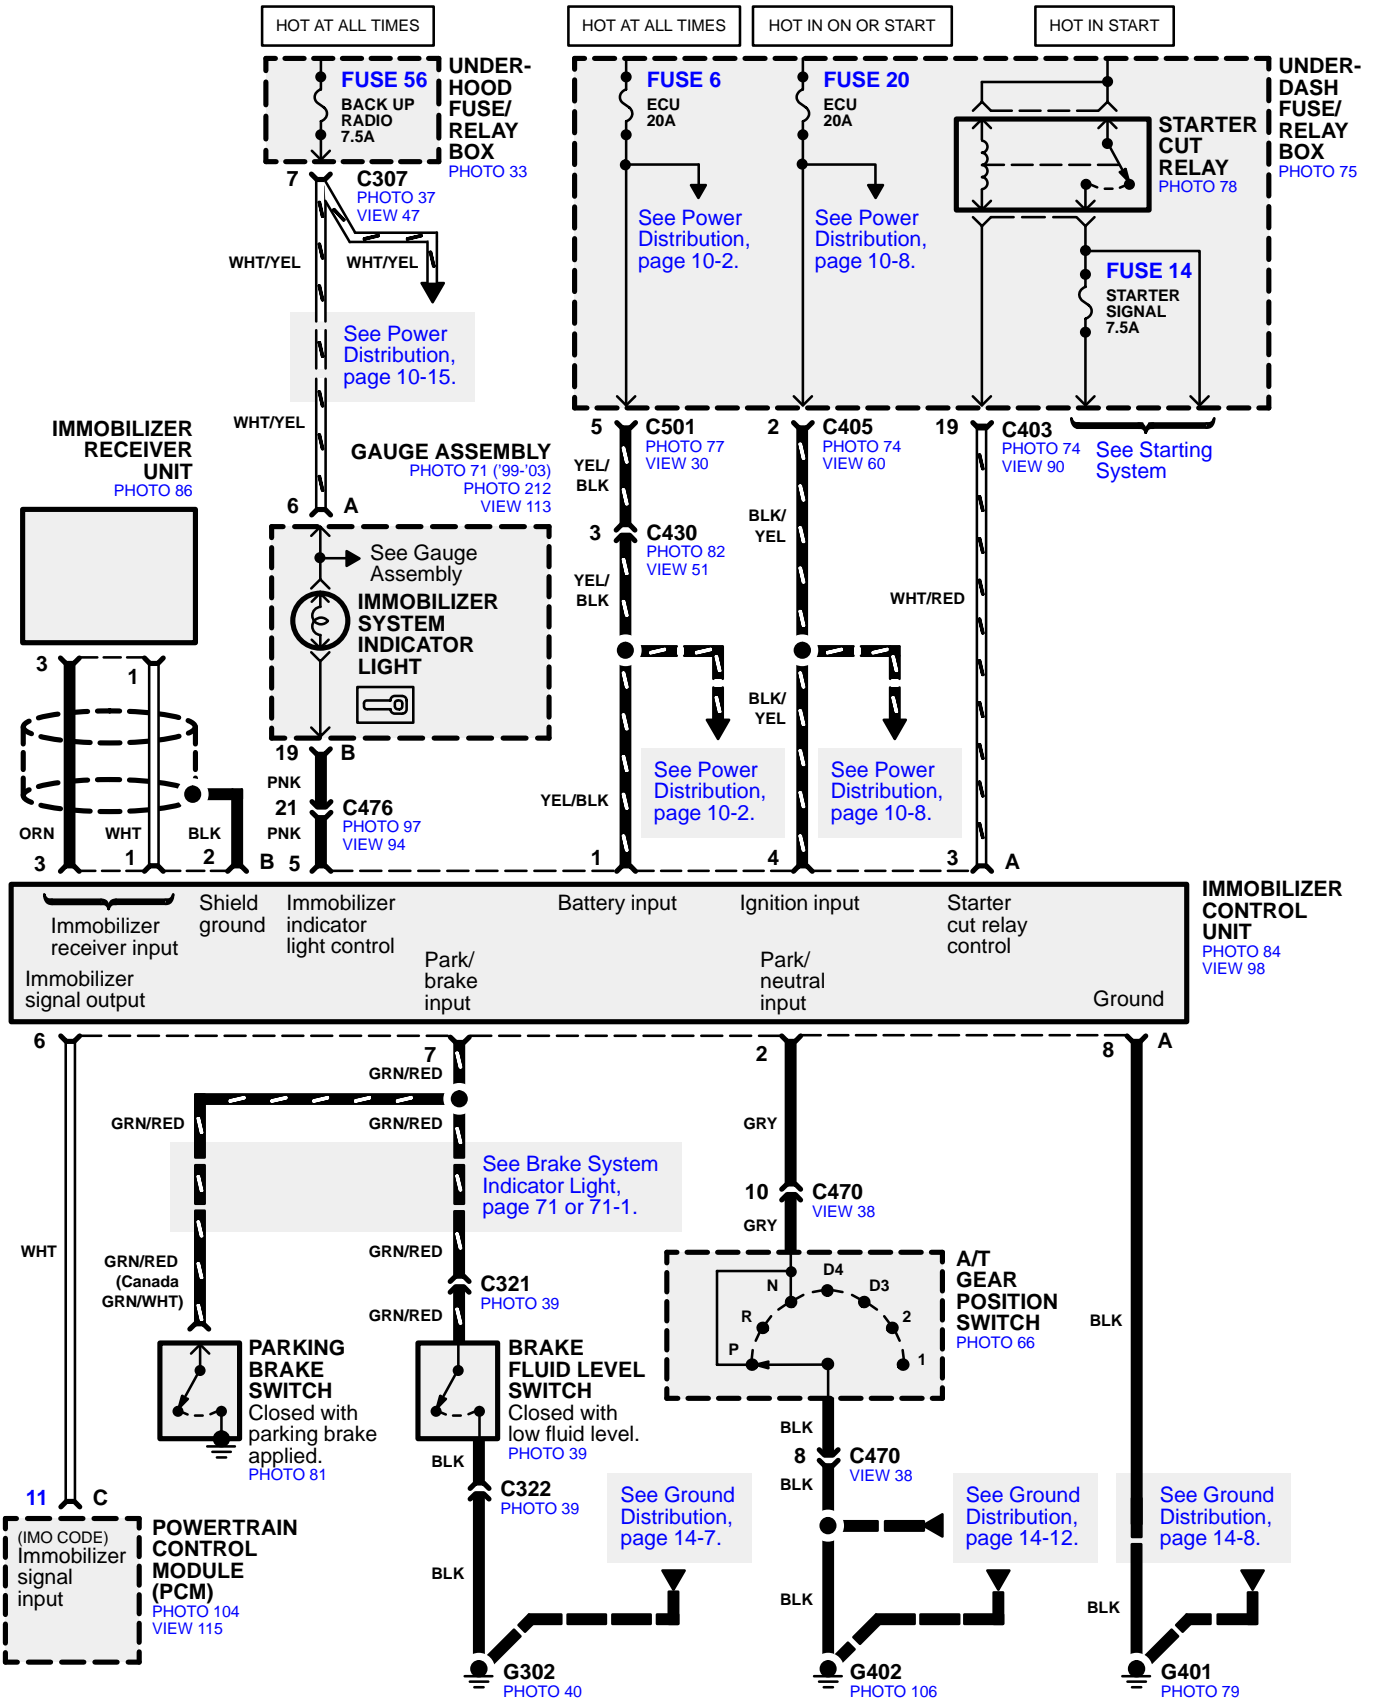 HOT AT ALL TIMES
HOT AT ALL TIMES
HOT IN ON OR START
HOT IN START
FUSE 56
BACK UP
RADIO
7.5A
UNDER-
HOOD
FUSE/
RELAY
BOX
PHOTO 33
FUSE 6
ECU
20A
FUSE 20
ECU
20A
STARTER
CUT
RELAY
PHOTO 78
UNDER-
DASH
FUSE/
RELAY
BOX
PHOTO 75
7
C307
PHOTO 37
VIEW 47
WHT/YEL
WHT/YEL
See Power
Distribution,
page 10-2.
See Power
Distribution,
page 10-8.
FUSE 14
STARTER
SIGNAL
7.5A
See Power
Distribution,
page 10-15.
WHT/YEL
IMMOBILIZER
RECEIVER
UNIT
PHOTO 86
GAUGE ASSEMBLY
PHOTO 71 ('99-'03)
PHOTO 212
VIEW 113
6
A
5
C501
PHOTO 77
VIEW 30
YEL/
BLK
2
C405
PHOTO 74
VIEW 60
19
C403
PHOTO 74
VIEW 90
See Starting
System
BLK/
YEL
3
C430
PHOTO 82
VIEW 51
YEL/
BLK
WHT/RED
See Gauge
Assembly
IMMOBILIZER
SYSTEM
INDICATOR
LIGHT
3
1
BLK/
YEL
19
B
PNK
21
C476
PHOTO 97
VIEW 94
PNK
YEL/BLK
See Power
Distribution,
page 10-2.
See Power
Distribution,
page 10-8.
ORN
WHT
BLK
3
1
2
B
5
1
4
3
A
IMMOBILIZER
CONTROL
UNIT
PHOTO 84
VIEW 98
Immobilizer
receiver input
Shield
ground
Immobilizer
indicator
light control
Battery input
Ignition input
Starter
cut relay
control
Immobilizer
signal output
Park/
brake
input
Park/
neutral
input
Ground
6
7
2
8
A
GRN/RED
GRN/RED
GRN/RED
GRY
See Brake System
Indicator Light,
page 71 or 71-1.
10
C470
VIEW 38
GRY
WHT
GRN/RED
(Canada
GRN/WHT)
GRN/RED
C321
PHOTO 39
GRN/RED
A/T
GEAR
POSITION
SWITCH
PHOTO 66
P
R
N
D4
D3
2
1
BLK
PARKING
BRAKE
SWITCH
Closed with
parking brake
applied.
PHOTO 81
BRAKE
FLUID LEVEL
SWITCH
Closed with
low fluid level.
PHOTO 39
BLK
8
C470
VIEW 38
BLK
BLK
C322
PHOTO 39
See Ground
Distribution,
page 14-7.
See Ground
Distribution,
page 14-12.
See Ground
Distribution,
page 14-8.
11
C
(IMO CODE)
Immobilizer
signal
input
POWERTRAIN
CONTROL
MODULE
(PCM)
PHOTO 104
VIEW 115
BLK
BLK
BLK
G302
PHOTO 40
G402
PHOTO 106
G401
PHOTO 79